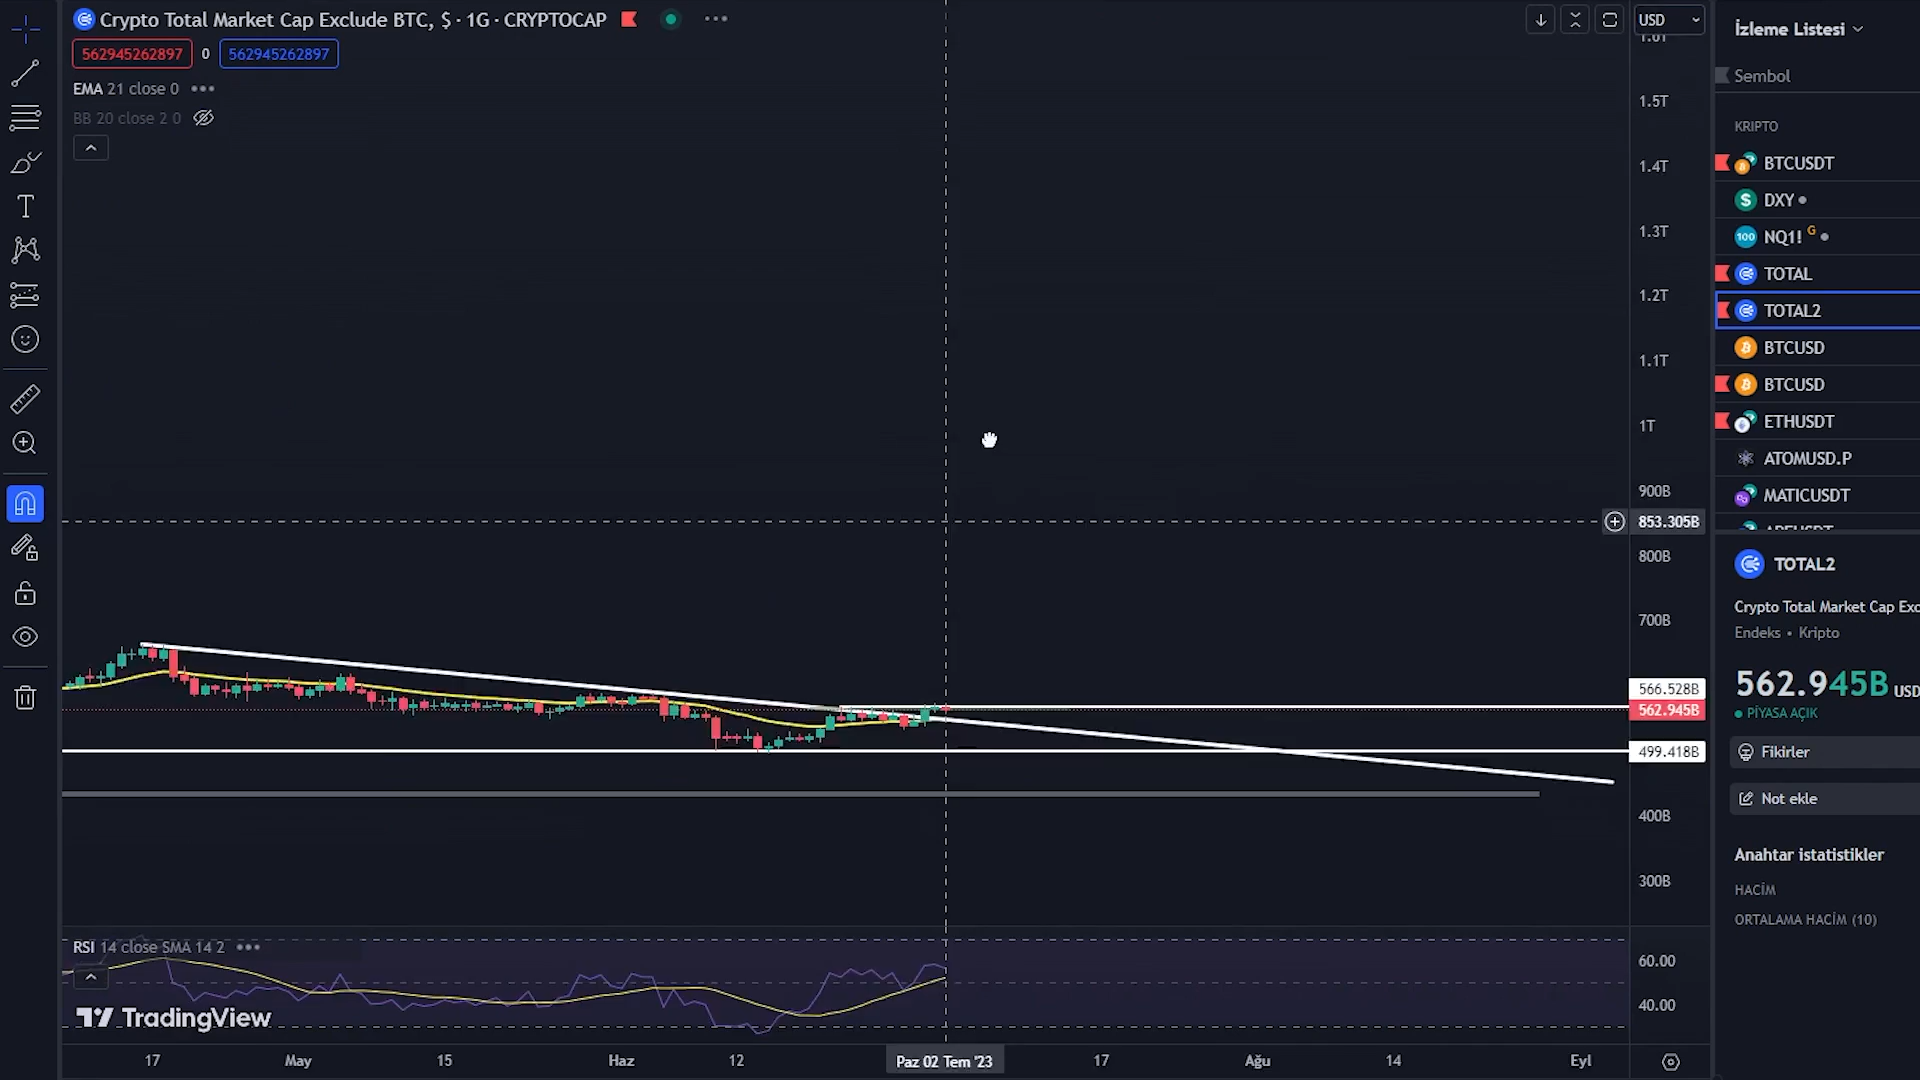 Crypto Total Market Cap Exclude BTC, $ · 1G · CRYPTOCAP
562945262897 0 562945262897
EMA 21 close 0
BB 20 close 2 0
USD
1.5T
1.4T
1.3T
1.2T
1.1T
1T
900B
853.305B
800B
700B
566.528B
562.945B
499.418B
400B
300B
RSI 14 close SMA 14 2
60.00
40.00
TradingView
17 May 15 Haz 12 Paz 02 Tem '23 17 Ağu 14 Eyl
İzleme Listesi
Sembol
KRIPTO
BTCUSDT
DXY
100 NQ1! G
TOTAL
TOTAL2
BTCUSD
BTCUSD
ETHUSDT
ATOMUSD.P
MATICUSDT
TOTAL2
Crypto Total Market Cap Exc
Endeks • Kripto
562.945B USD
PİYASA AÇIK
Fikirler
Not ekle
Anahtar istatistikler
HACİM
ORTALAMA HACİM (10)